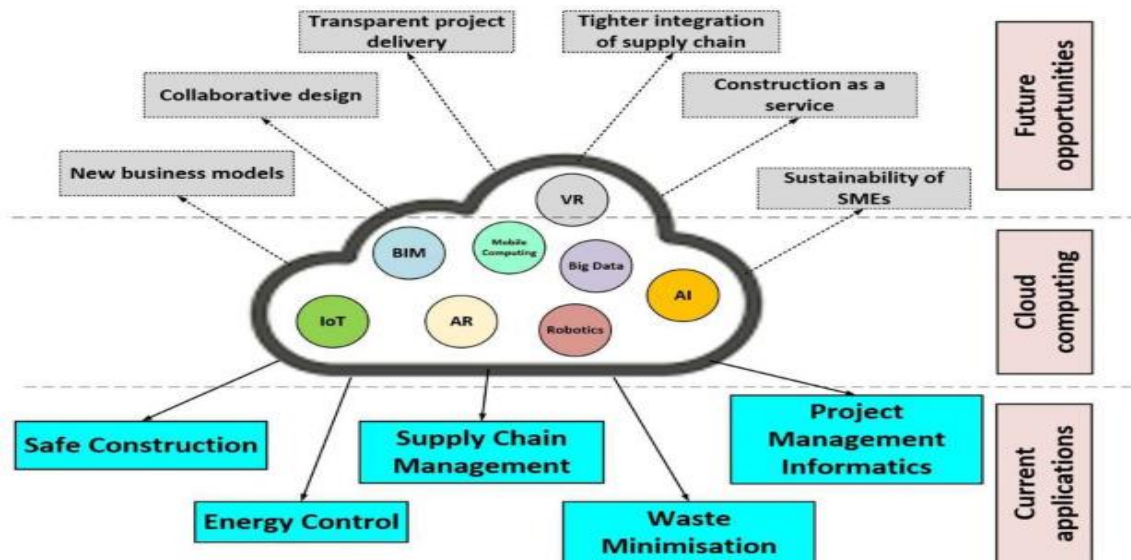 Transparent project
delivery
Tighter integration
of supply chain
Collaborative design
Construction as a
service
New business models
Sustainability of
SMEs
Future
opportunities
VR
BIM
Mobile
Computing
Big Data
AI
IoT
AR
Robotics
Cloud
computing
Safe Construction
Supply Chain
Management
Project
Management
Informatics
Energy Control
Waste
Minimisation
Current
applications